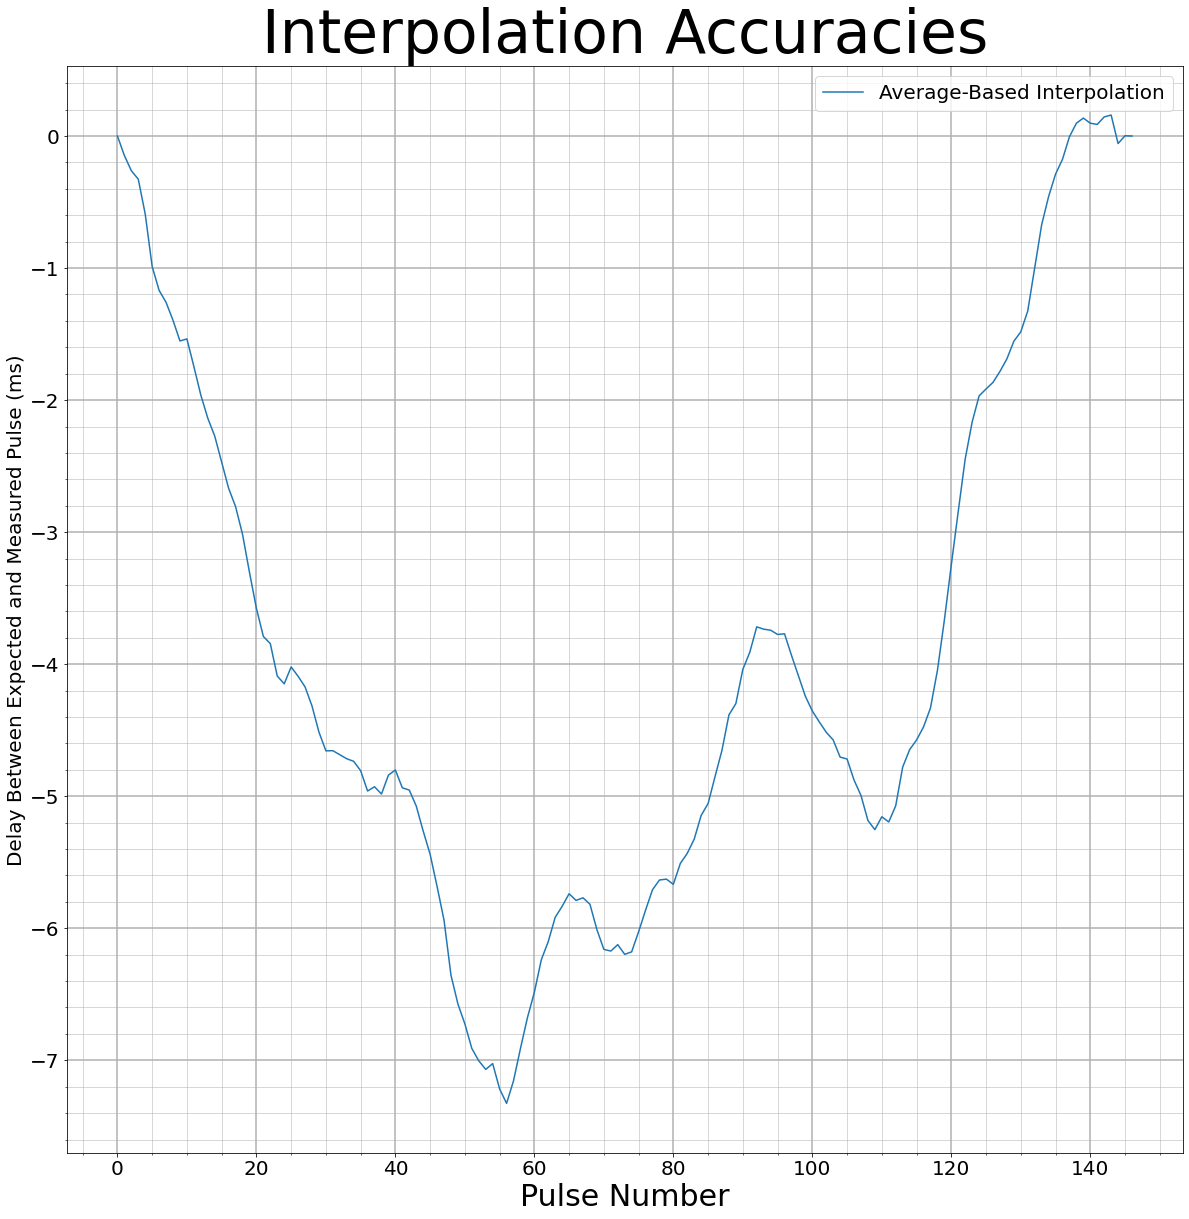 Interpolation Accuracies
Average-Based Interpolation
Delay Between Expected and Measured Pulse (ms)
0
−1
−2
−3
−4
−5
−6
−7
0 20 40 60 80 100 120 140
Pulse Number